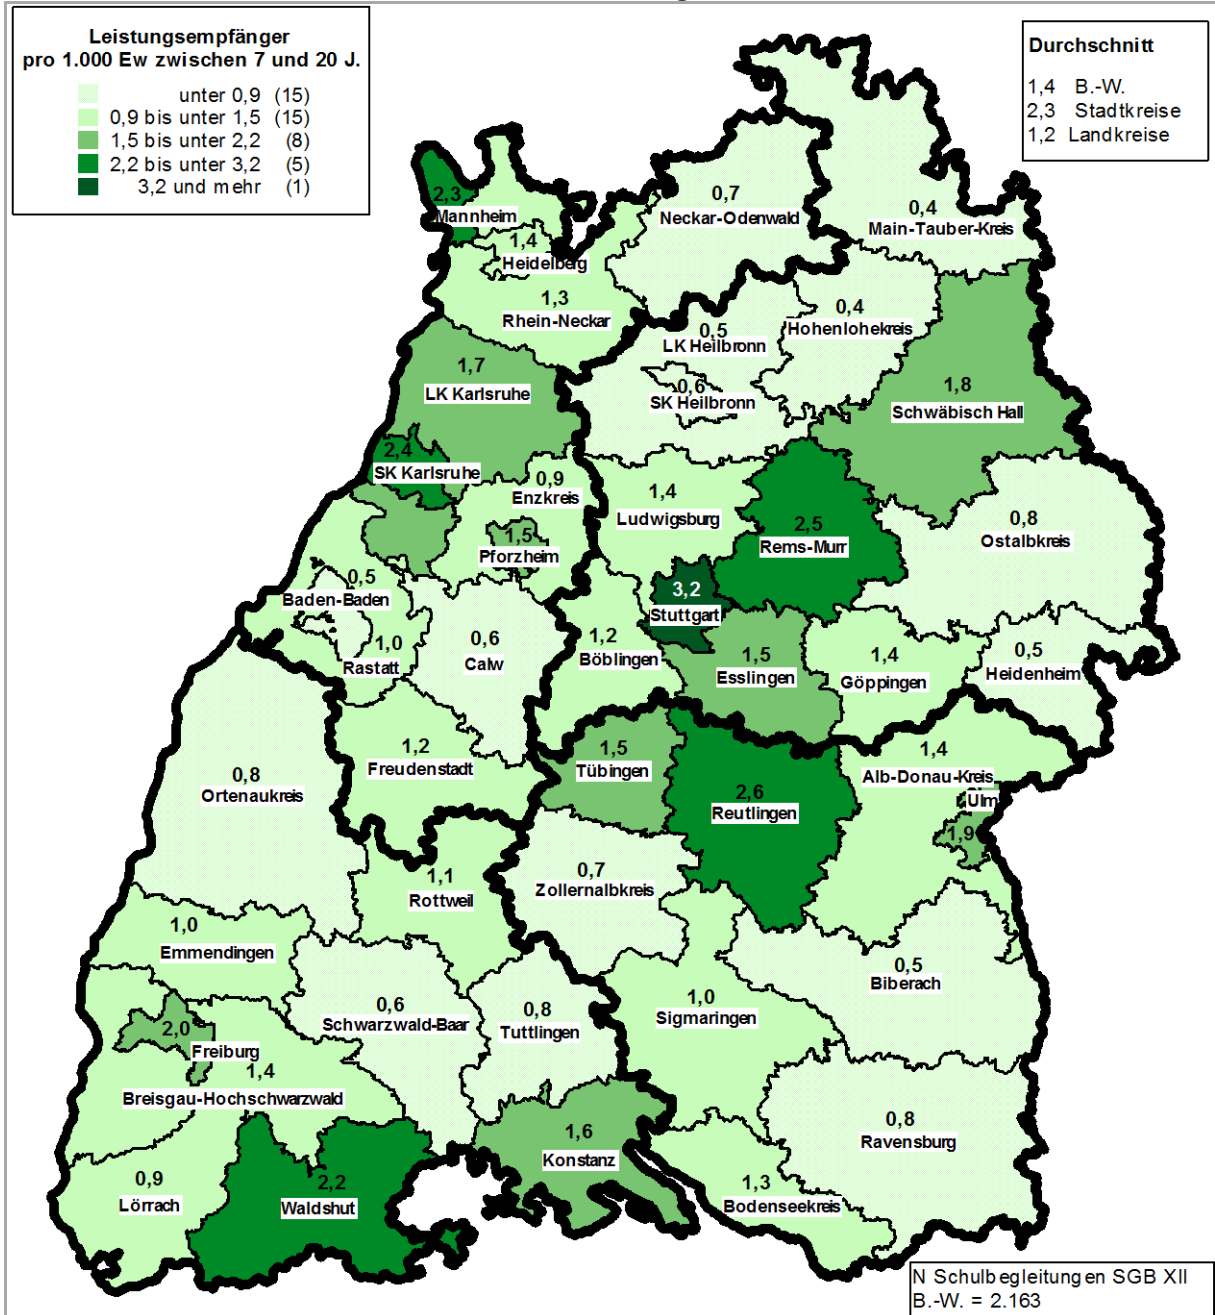 Leistungsempfänger
pro 1.000 Ew zwischen 7 und 20 J.
unter 0,9 (15)
0,9 bis unter 1,5 (15)
1,5 bis unter 2,2 (8)
2,2 bis unter 3,2 (5)
3,2 und mehr (1)
Durchschnitt
1,4 B.-W.
2,3 Stadtkreise
1,2 Landkreise
2,3
Mannheim
1,4
Heidelberg
1,3
Rhein-Neckar
0,7
Neckar-Odenwald
0,4
Main-Tauber-Kreis
0,4
Hohenlohekreis
0,5
LK Heilbronn
0,6
SK Heilbronn
1,8
Schwäbisch Hall
1,7
LK Karlsruhe
2,4
SK Karlsruhe
0,9
Enzkreis
1,5
Pforzheim
1,4
Ludwigsburg
2,5
Rems-Murr
0,8
Ostalbkreis
0,5
Baden-Baden
1,0
Rastatt
0,6
Calw
1,2
Böblingen
3,2
Stuttgart
1,5
Esslingen
1,4
Göppingen
0,5
Heidenheim
0,8
Ortenaukreis
1,2
Freudenstadt
1,5
Tübingen
2,6
Reutlingen
1,4
Alb-Donau-Kreis
Ulm
1,9
1,1
Rottweil
0,7
Zollernalbkreis
1,0
Emmendingen
0,6
Schwarzwald-Baar
0,8
Tuttlingen
1,0
Sigmaringen
0,5
Biberach
2,0
Freiburg
1,4
Breisgau-Hochschwarzwald
0,9
Lörrach
2,2
Waldshut
1,6
Konstanz
1,3
Bodenseekreis
0,8
Ravensburg
N Schulbegleitungen SGB XII
B.-W. = 2.163